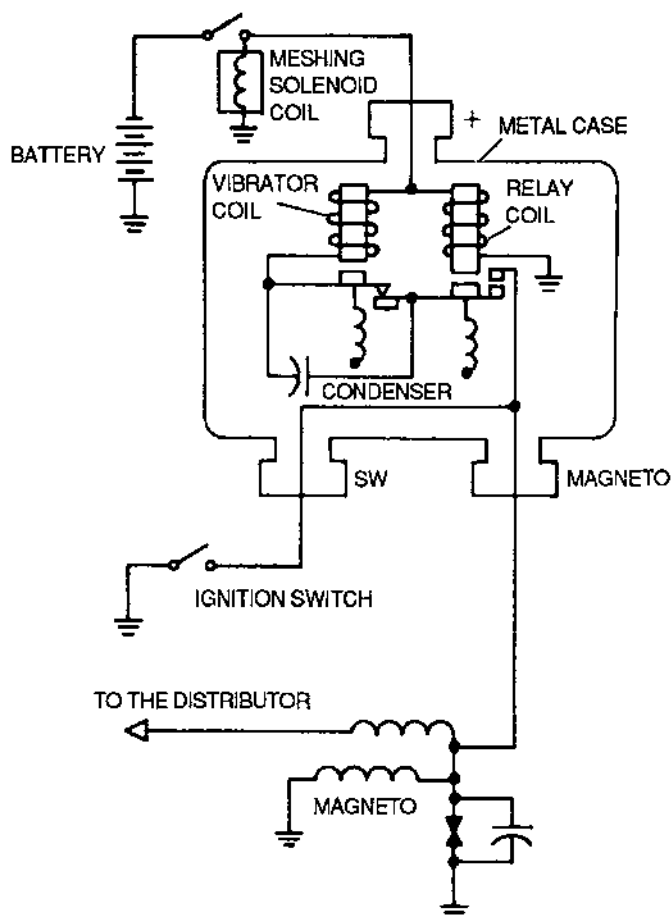 MESHING
SOLENOID
COIL
+
METAL CASE
BATTERY
VIBRATOR
COIL
RELAY
COIL
CONDENSER
SW
MAGNETO
IGNITION SWITCH
TO THE DISTRIBUTOR
MAGNETO